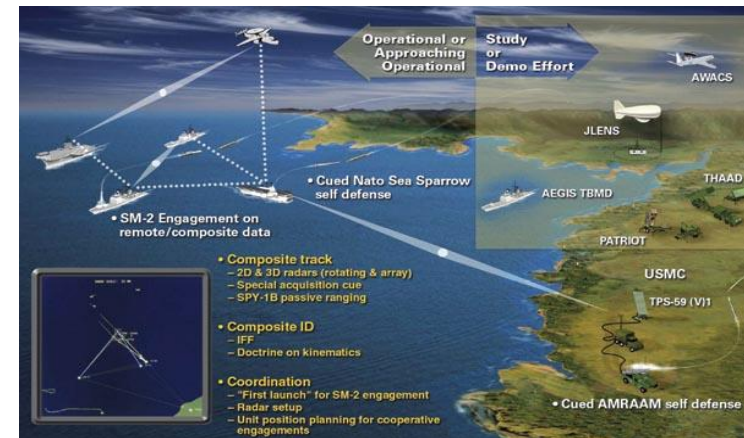 Operational or
Approaching
Operational
Study
or
Demo Effort
AWACS
JLENS
THAAD
AEGIS TBMD
• Cued Nato Sea Sparrow
self defense
• SM-2 Engagement on
remote/composite data
PATRIOT
USMC
TPS-59 (V)1
• Composite track
– 2D & 3D radars (rotating & array)
– Special acquisition cue
– SPY-1B passive ranging
• Composite ID
– IFF
– Doctrine on kinematics
• Coordination
– "First launch" for SM-2 engagement
– Radar setup
– Unit position planning for cooperative
engagements
• Cued AMRAAM self defense